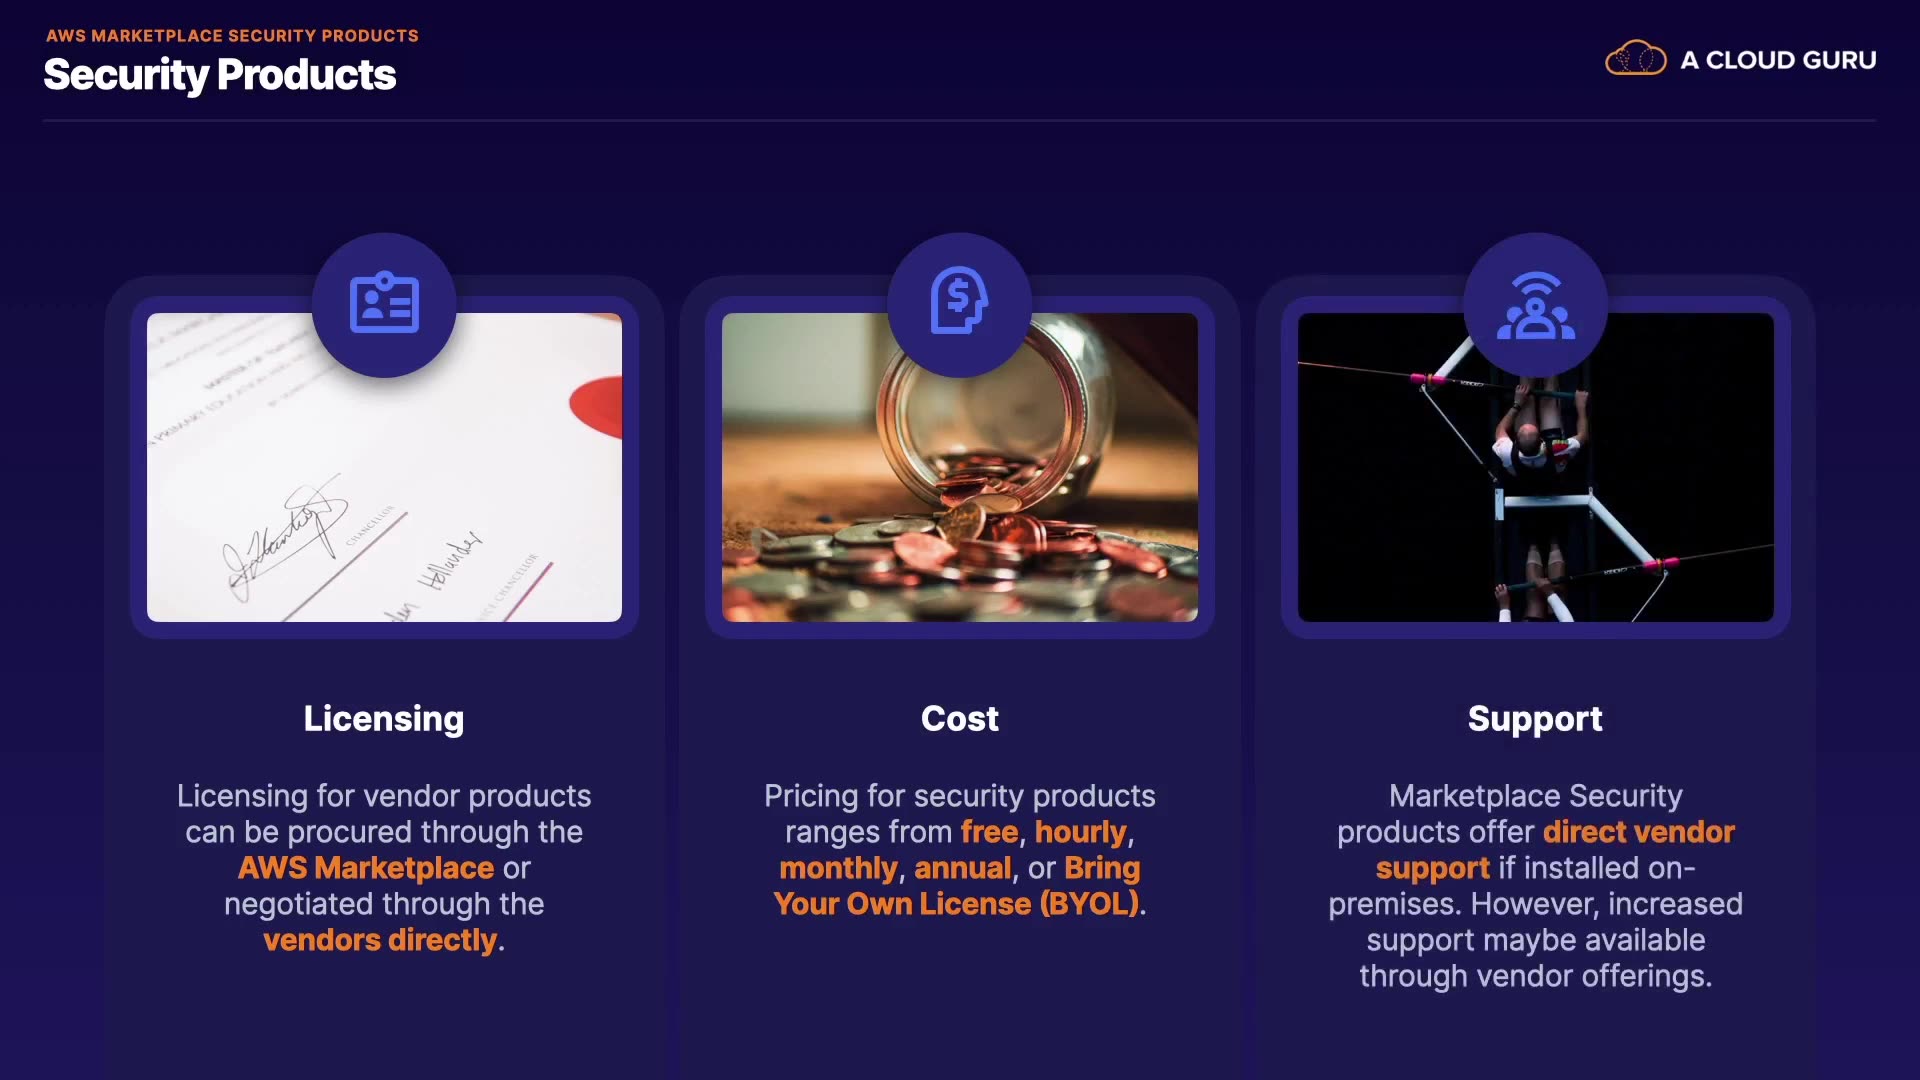 AWS MARKETPLACE SECURITY PRODUCTS
Security Products
A CLOUD GURU
CHANCELLOR
Hollander
Licensing
Licensing for vendor products
can be procured through the
AWS Marketplace or
negotiated through the
vendors directly.
Cost
Pricing for security products
ranges from free, hourly,
monthly, annual, or Bring
Your Own License (BYOL).
Support
Marketplace Security
products offer direct vendor
support if installed on-
premises. However, increased
support maybe available
through vendor offerings.